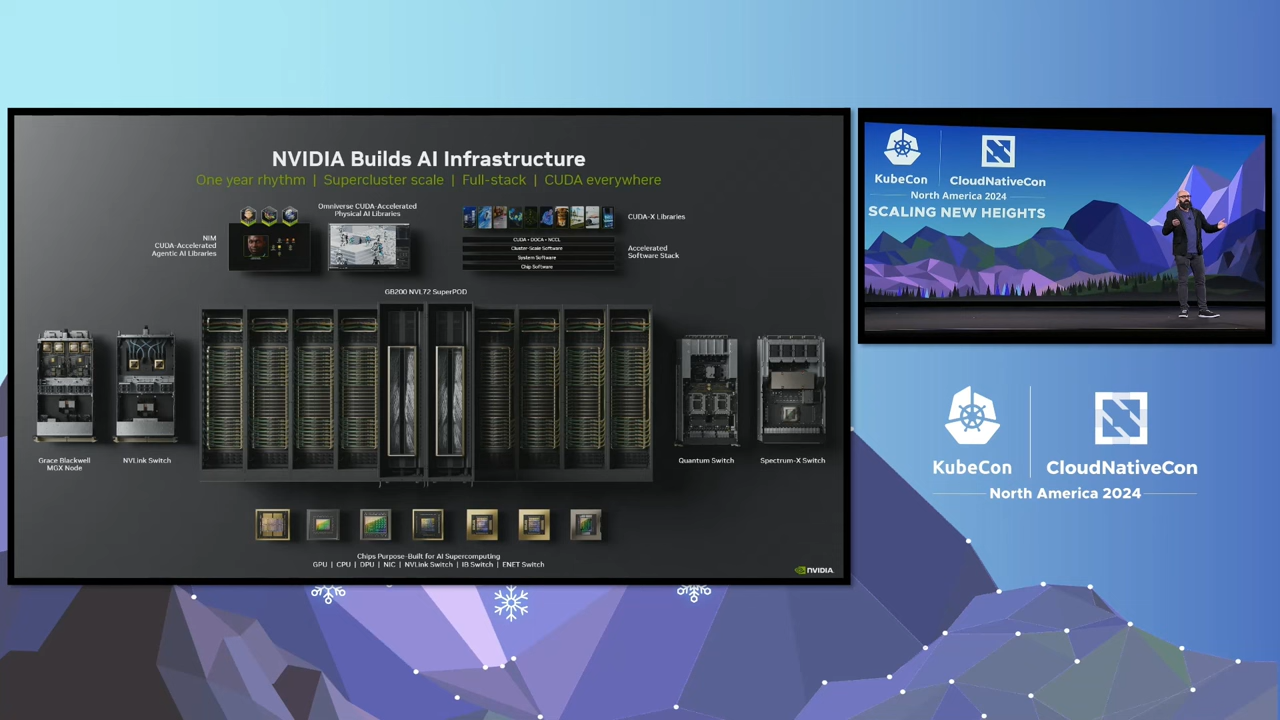 NVIDIA Builds AI Infrastructure
One year rhythm | Supercluster scale | Full-stack | CUDA everywhere
NIM
CUDA-Accelerated
Agentic AI Libraries
Omniverse CUDA-Accelerated
Physical AI Libraries
CUDA-X Libraries
CUDA • DOCA • NCCL
Cluster-Scale Software
System Software
Chip Software
Accelerated
Software Stack
GB200 NVL72 SuperPOD
Grace Blackwell
MGX Node
NVLink Switch
Quantum Switch
Spectrum-X Switch
Chips Purpose-Built for AI Supercomputing
GPU | CPU | DPU | NIC | NVLink Switch | IB Switch | ENET Switch
NVIDIA.
KubeCon
CloudNativeCon
North America 2024
SCALING NEW HEIGHTS
KubeCon
CloudNativeCon
North America 2024